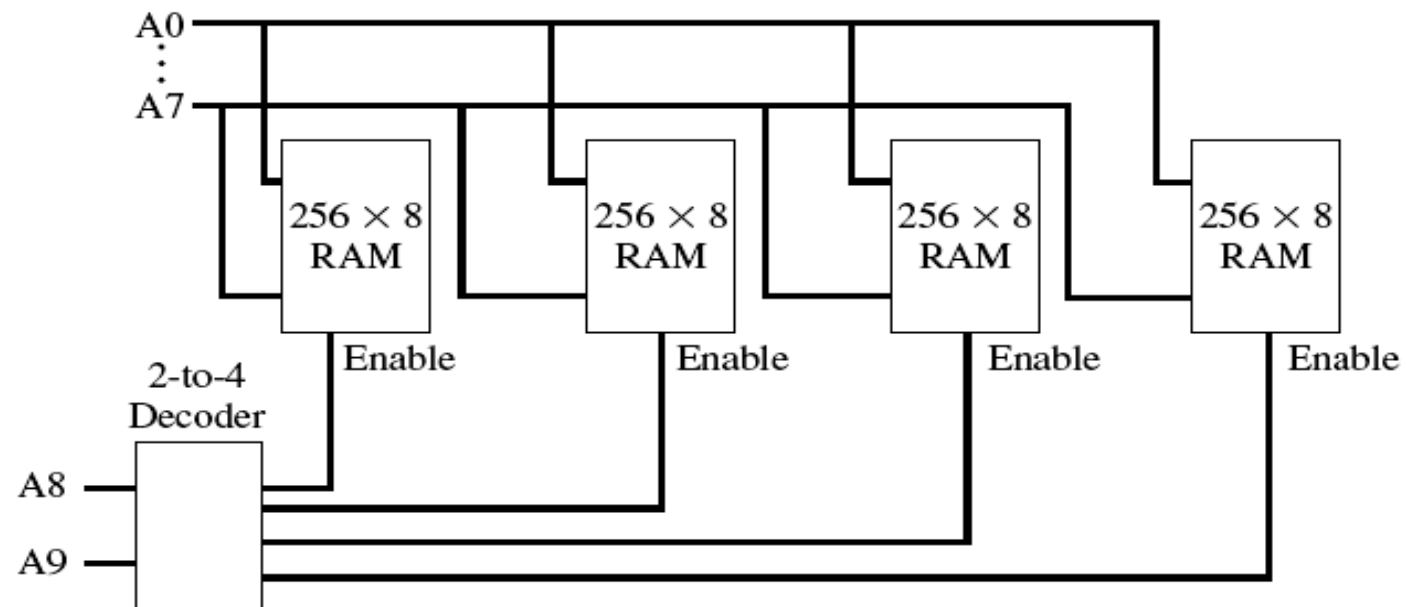 A0
A7
256 × 8
RAM
256 × 8
RAM
256 × 8
RAM
256 × 8
RAM
Enable
Enable
Enable
Enable
2-to-4
Decoder
A8
A9